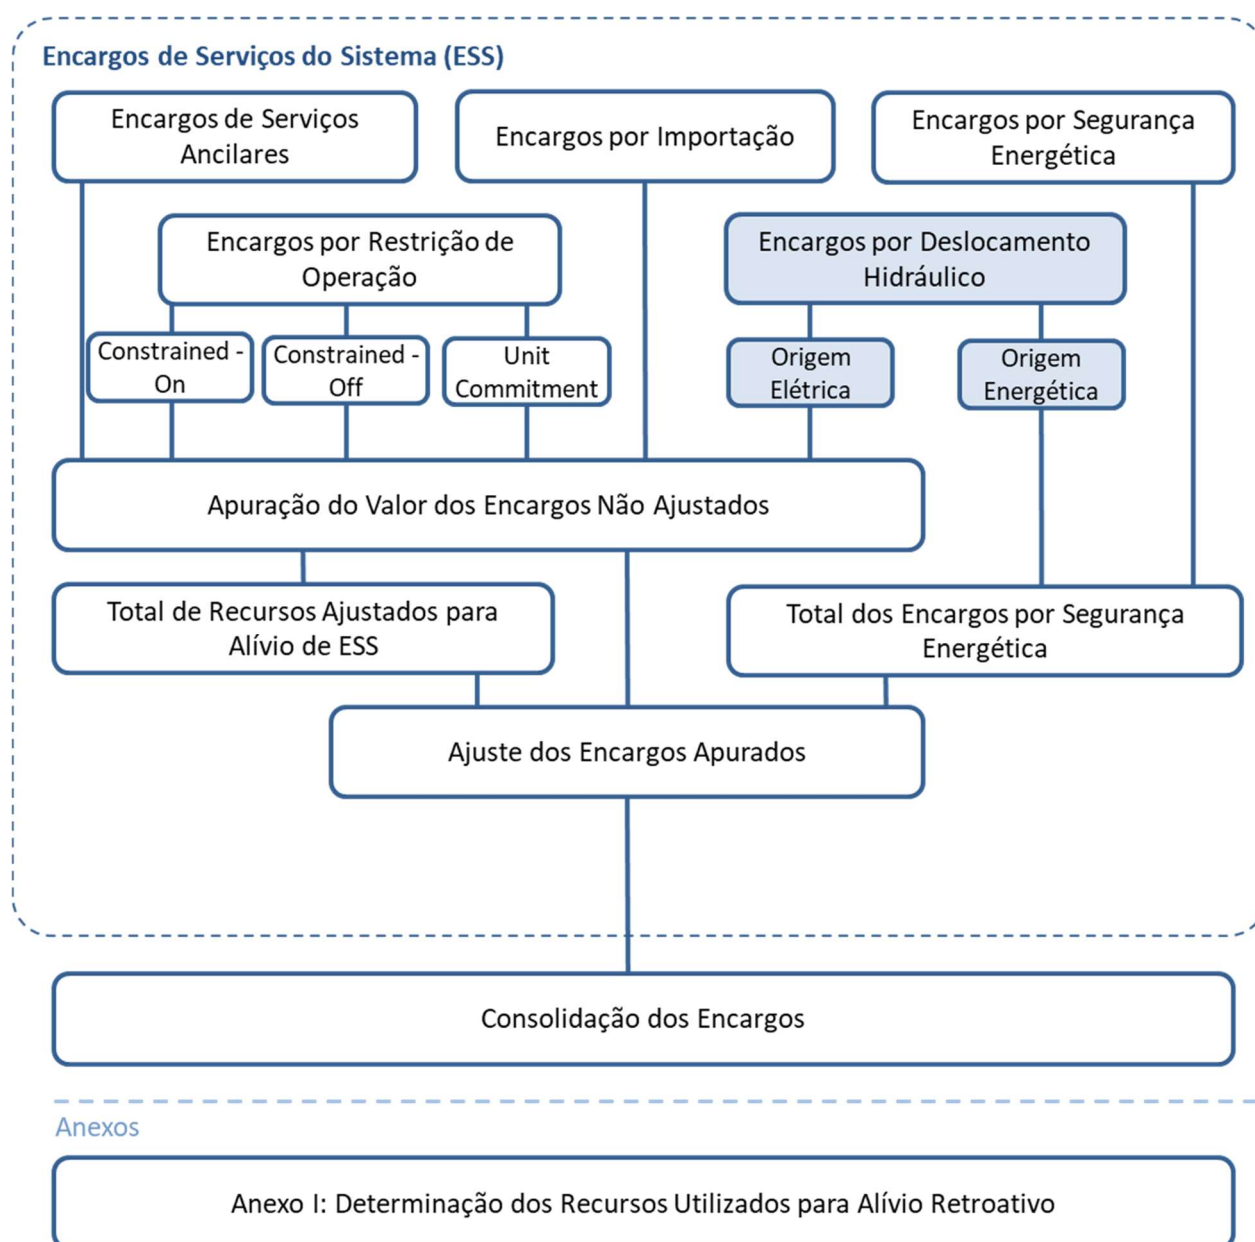 Encargos de Serviços do Sistema (ESS)
Encargos de Serviços
Ancilares
Encargos por Importação
Encargos por Segurança
Energética
Encargos por Restrição de
Operação
Encargos por Deslocamento
Hidráulico
Constrained -
On
Constrained -
Off
Unit
Commitment
Origem
Elétrica
Origem
Energética
Apuração do Valor dos Encargos Não Ajustados
Total de Recursos Ajustados para
Alívio de ESS
Total dos Encargos por Segurança
Energética
Ajuste dos Encargos Apurados
Consolidação dos Encargos
Anexos
Anexo I: Determinação dos Recursos Utilizados para Alívio Retroativo